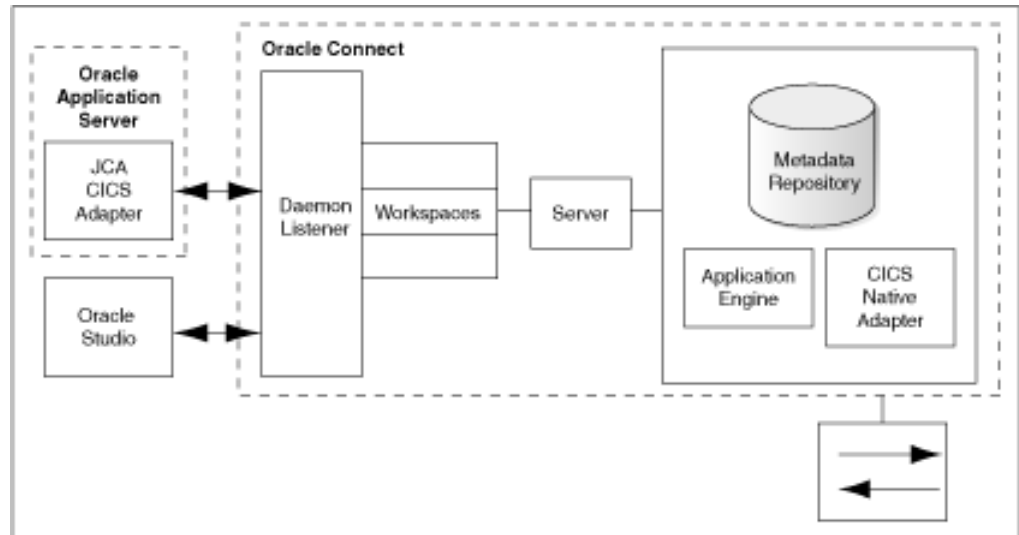 Oracle Connect
Oracle
Application
Server
JCA
CICS
Adapter
Oracle
Studio
Daemon
Listener
Workspaces
Server
Metadada
Repository
Application
Engine
CICS
Native
Adapter